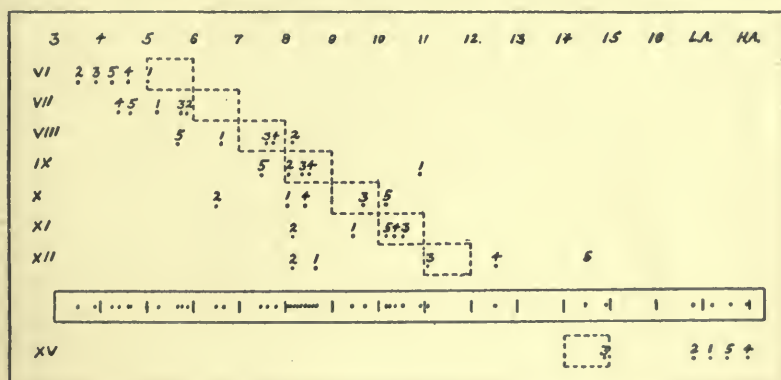 3 4 5 6 7 8 9 10 11 12. 13 14 15 16 L.A. H.A.
VI 2 3 5 4 1
VII 4 5 1 3 2
VIII 5 1 3 4 2
IX 5 2 3 4 1
X 2 1 4 3 5
XI 2 1 5 4 3
XII 2 1 3 4 5
XV 3 2 1 5 4